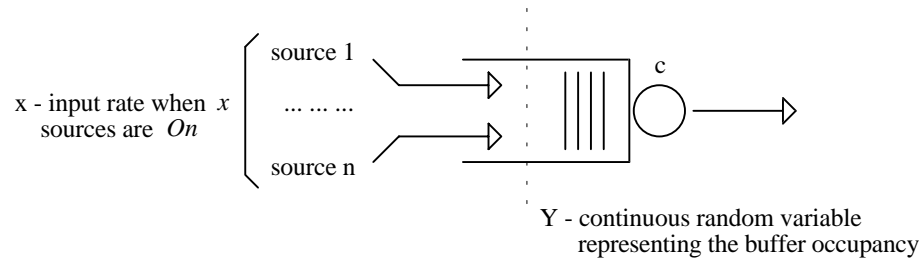 source 1
c
x - input rate when x
sources are On
... ... ...
source n
Y - continuous random variable
representing the buffer occupancy